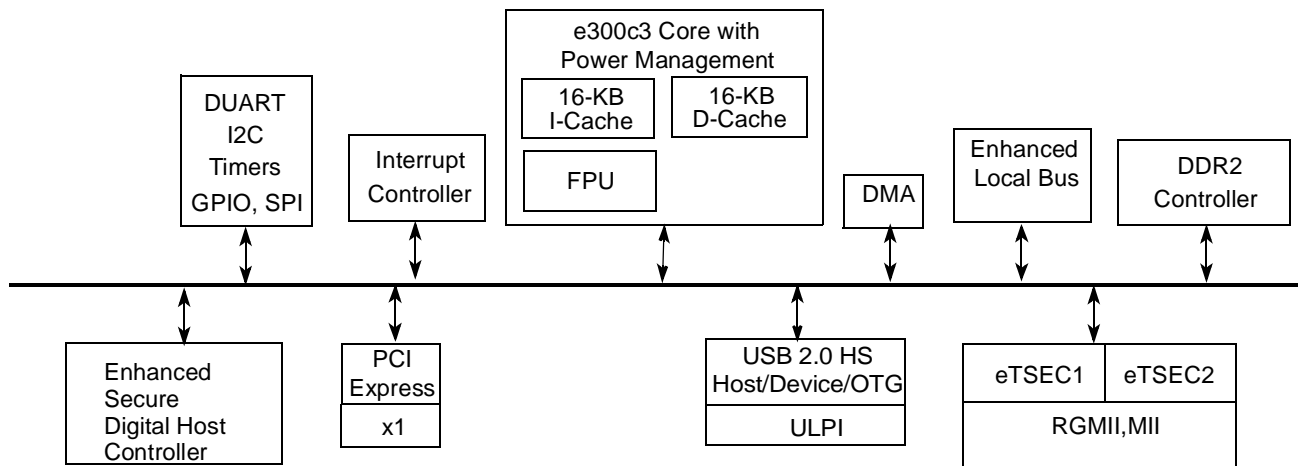 e300c3 Core with
Power Management
16-KB
I-Cache
16-KB
D-Cache
FPU
DUART
I2C
Timers
GPIO, SPI
Interrupt
Controller
DMA
Enhanced
Local Bus
DDR2
Controller
Enhanced
Secure
Digital Host
Controller
PCI
Express
x1
USB 2.0 HS
Host/Device/OTG
ULPI
eTSEC1
eTSEC2
RGMII,MII